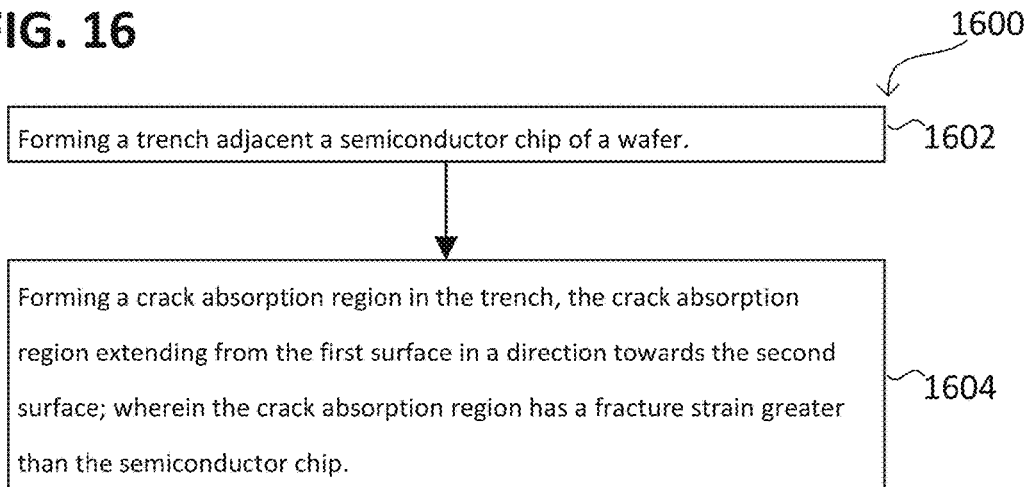 FIG. 16
1600
Forming a trench adjacent a semiconductor chip of a wafer.
1602
Forming a crack absorption region in the trench, the crack absorption
region extending from the first surface in a direction towards the second
surface; wherein the crack absorption region has a fracture strain greater
than the semiconductor chip.
1604